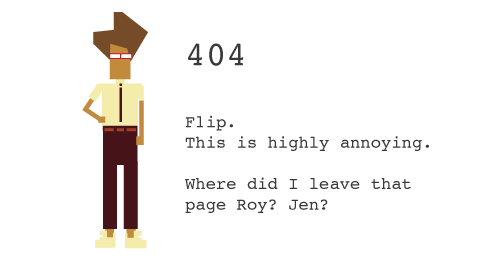 404
Flip.
This is highly annoying.
Where did I leave that
page Roy? Jen?